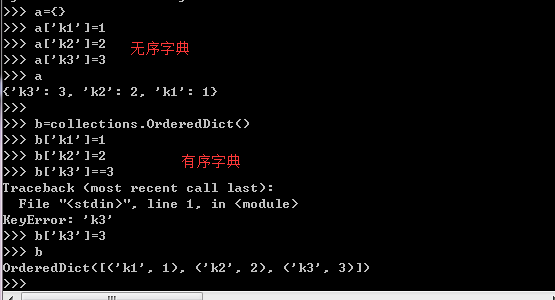 >>> a={}
>>> a['k1']=1
>>> a['k2']=2
>>> a['k3']=3
无序字典
>>> a
{'k3': 3, 'k2': 2, 'k1': 1}
>>>
>>> b=collections.OrderedDict()
>>> b['k1']=1
>>> b['k2']=2
有序字典
>>> b['k3']==3
Traceback (most recent call last):
  File "<stdin>", line 1, in <module>
KeyError: 'k3'
>>> b['k3']=3
>>> b
OrderedDict([('k1', 1), ('k2', 2), ('k3', 3)])
>>>